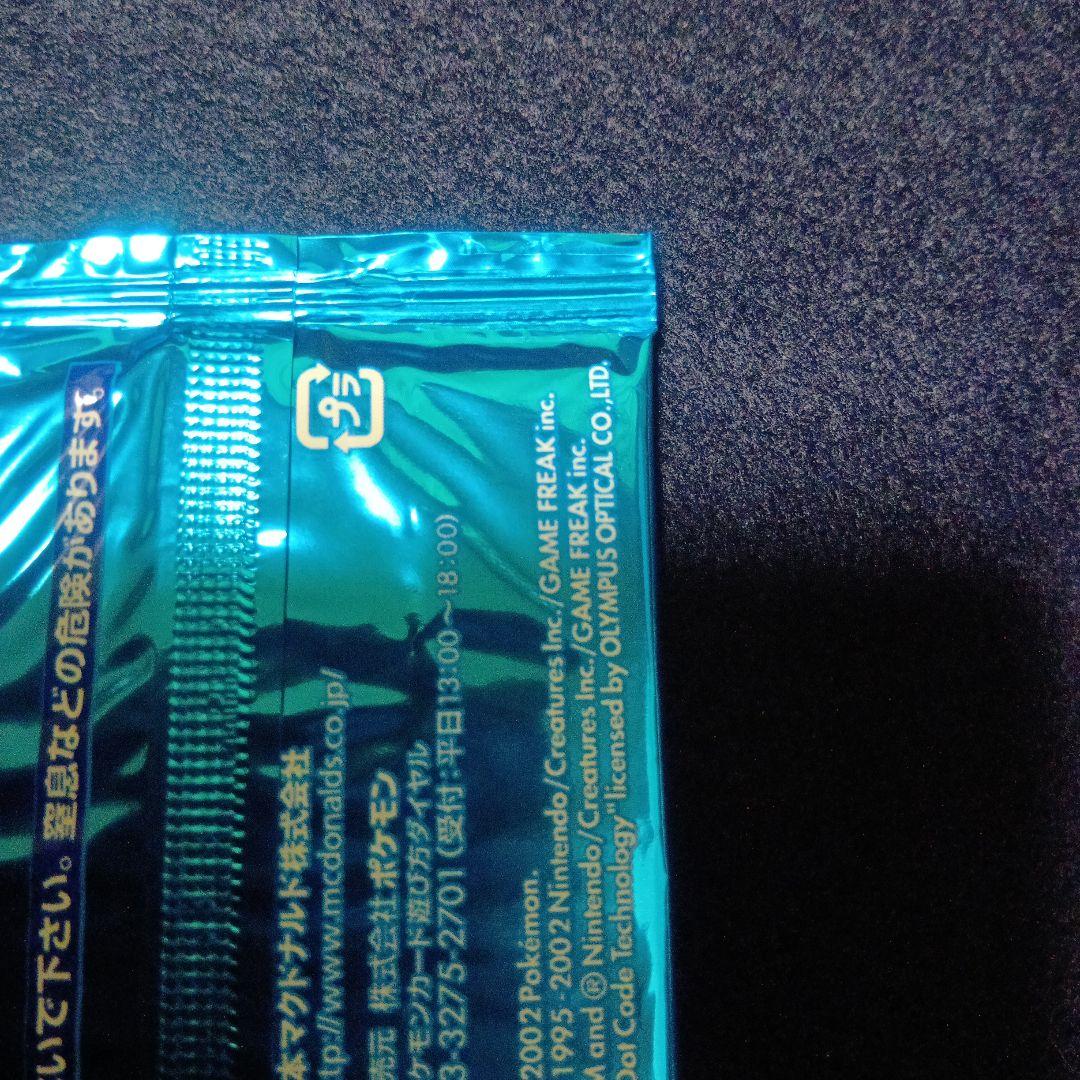 いで下さい。窒息などの危険があります。
プラ
本マクドナルド株式会社
tp://www.mcdonalds.co.jp/
売元 株式会社ポケモン
ケモンカード遊び方ダイヤル
3-3275-2701(受付:平日13:00〜18:00)
2002 Pokémon.
1995-2002 Nintendo/Creatures Inc./GAME FREAK inc.
M and ® Nintendo/Creatures Inc./GAME FREAK inc.
Dot Code Technology"licensed by OLYMPUS OPTICAL CO.,LTD.